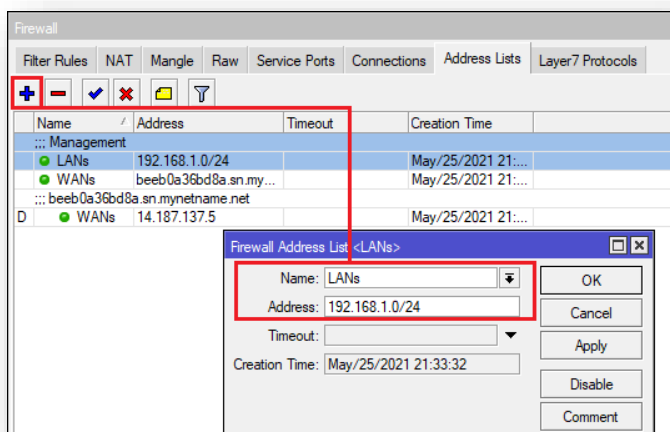 Firewall
Filter Rules NAT Mangle Raw Service Ports Connections Address Lists Layer7 Protocols
Name Address Timeout Creation Time
;;; Management
LANs 192.168.1.0/24 May/25/2021 21:...
WANs beeb0a36bd8a.sn.my... May/25/2021 21:...
;;; beeb0a36bd8a.sn.mynetname.net
D WANs 14.187.137.5 May/25/2021 21:...
Firewall Address List <LANs>
Name: LANs
Address: 192.168.1.0/24
Timeout:
Creation Time: May/25/2021 21:33:32
OK
Cancel
Apply
Disable
Comment